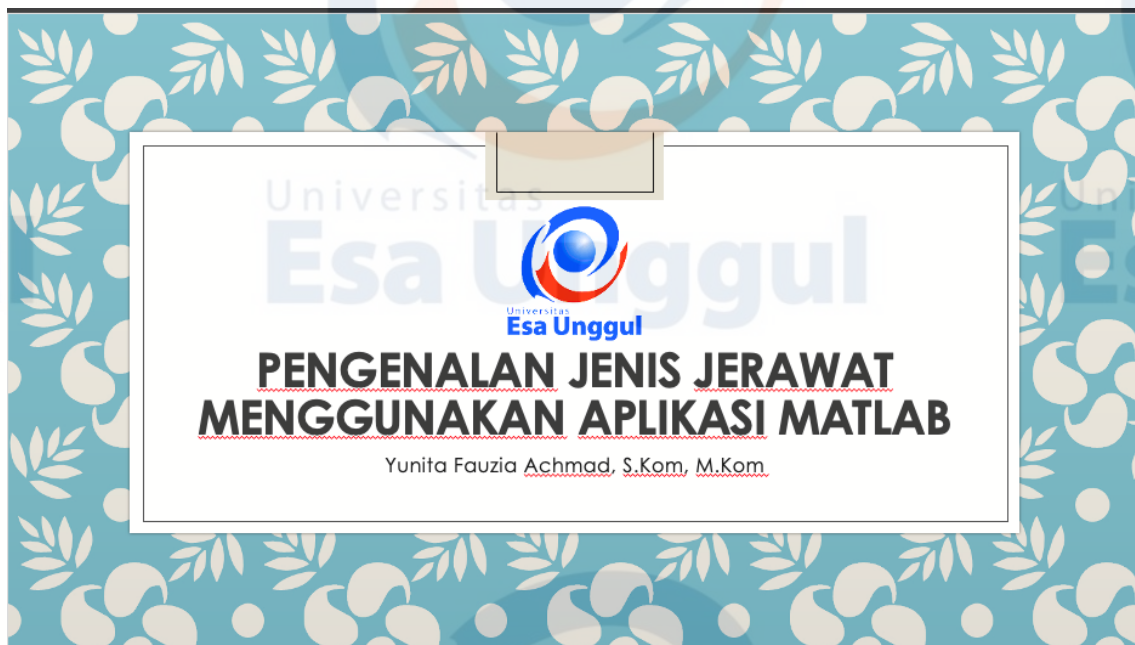 Universitas
Esa Unggul
Universitas
Esa Unggul
PENGENALAN JENIS JERAWAT
MENGGUNAKAN APLIKASI MATLAB
Yunita Fauzia Achmad, S.Kom, M.Kom